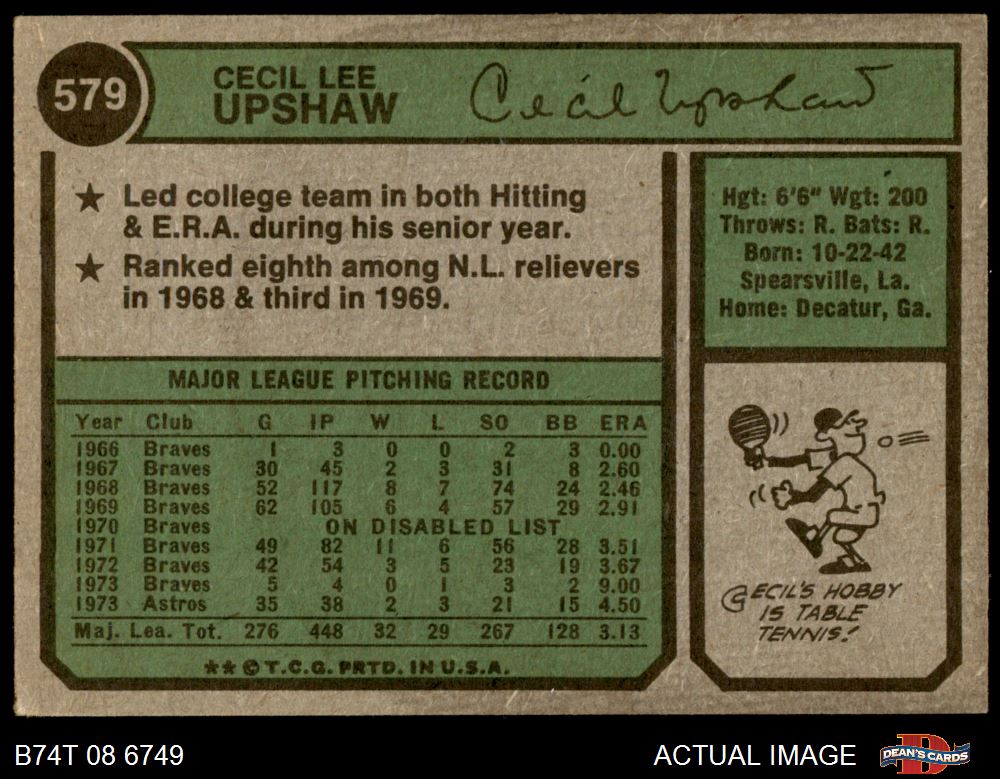 579
CECIL LEE
UPSHAW
Cecil Upshaw
★ Led college team in both Hitting
& E.R.A. during his senior year.
★ Ranked eighth among N.L. relievers
in 1968 & third in 1969.
Hgt: 6'6" Wgt: 200
Throws: R. Bats: R.
Born: 10-22-42
Spearsville, La.
Home: Decatur, Ga.
MAJOR LEAGUE PITCHING RECORD
Year Club G IP W L SO BB ERA
1966 Braves 1 3 0 0 2 3 0.00
1967 Braves 30 45 2 3 31 8 2.60
1968 Braves 52 117 8 7 74 24 2.46
1969 Braves 62 105 6 4 57 29 2.91
1970 Braves ON DISABLED LIST
1971 Braves 49 82 11 6 56 28 3.51
1972 Braves 42 54 3 5 23 19 3.67
1973 Braves 5 4 0 1 3 2 9.00
1973 Astros 35 38 2 3 21 15 4.50
Maj. Lea. Tot. 276 448 32 29 267 128 3.13
** © T.C.G. PRTD. IN U.S.A.
CECIL'S HOBBY
IS TABLE
TENNIS!
B74T 08 6749
ACTUAL IMAGE
DEAN'S CARDS